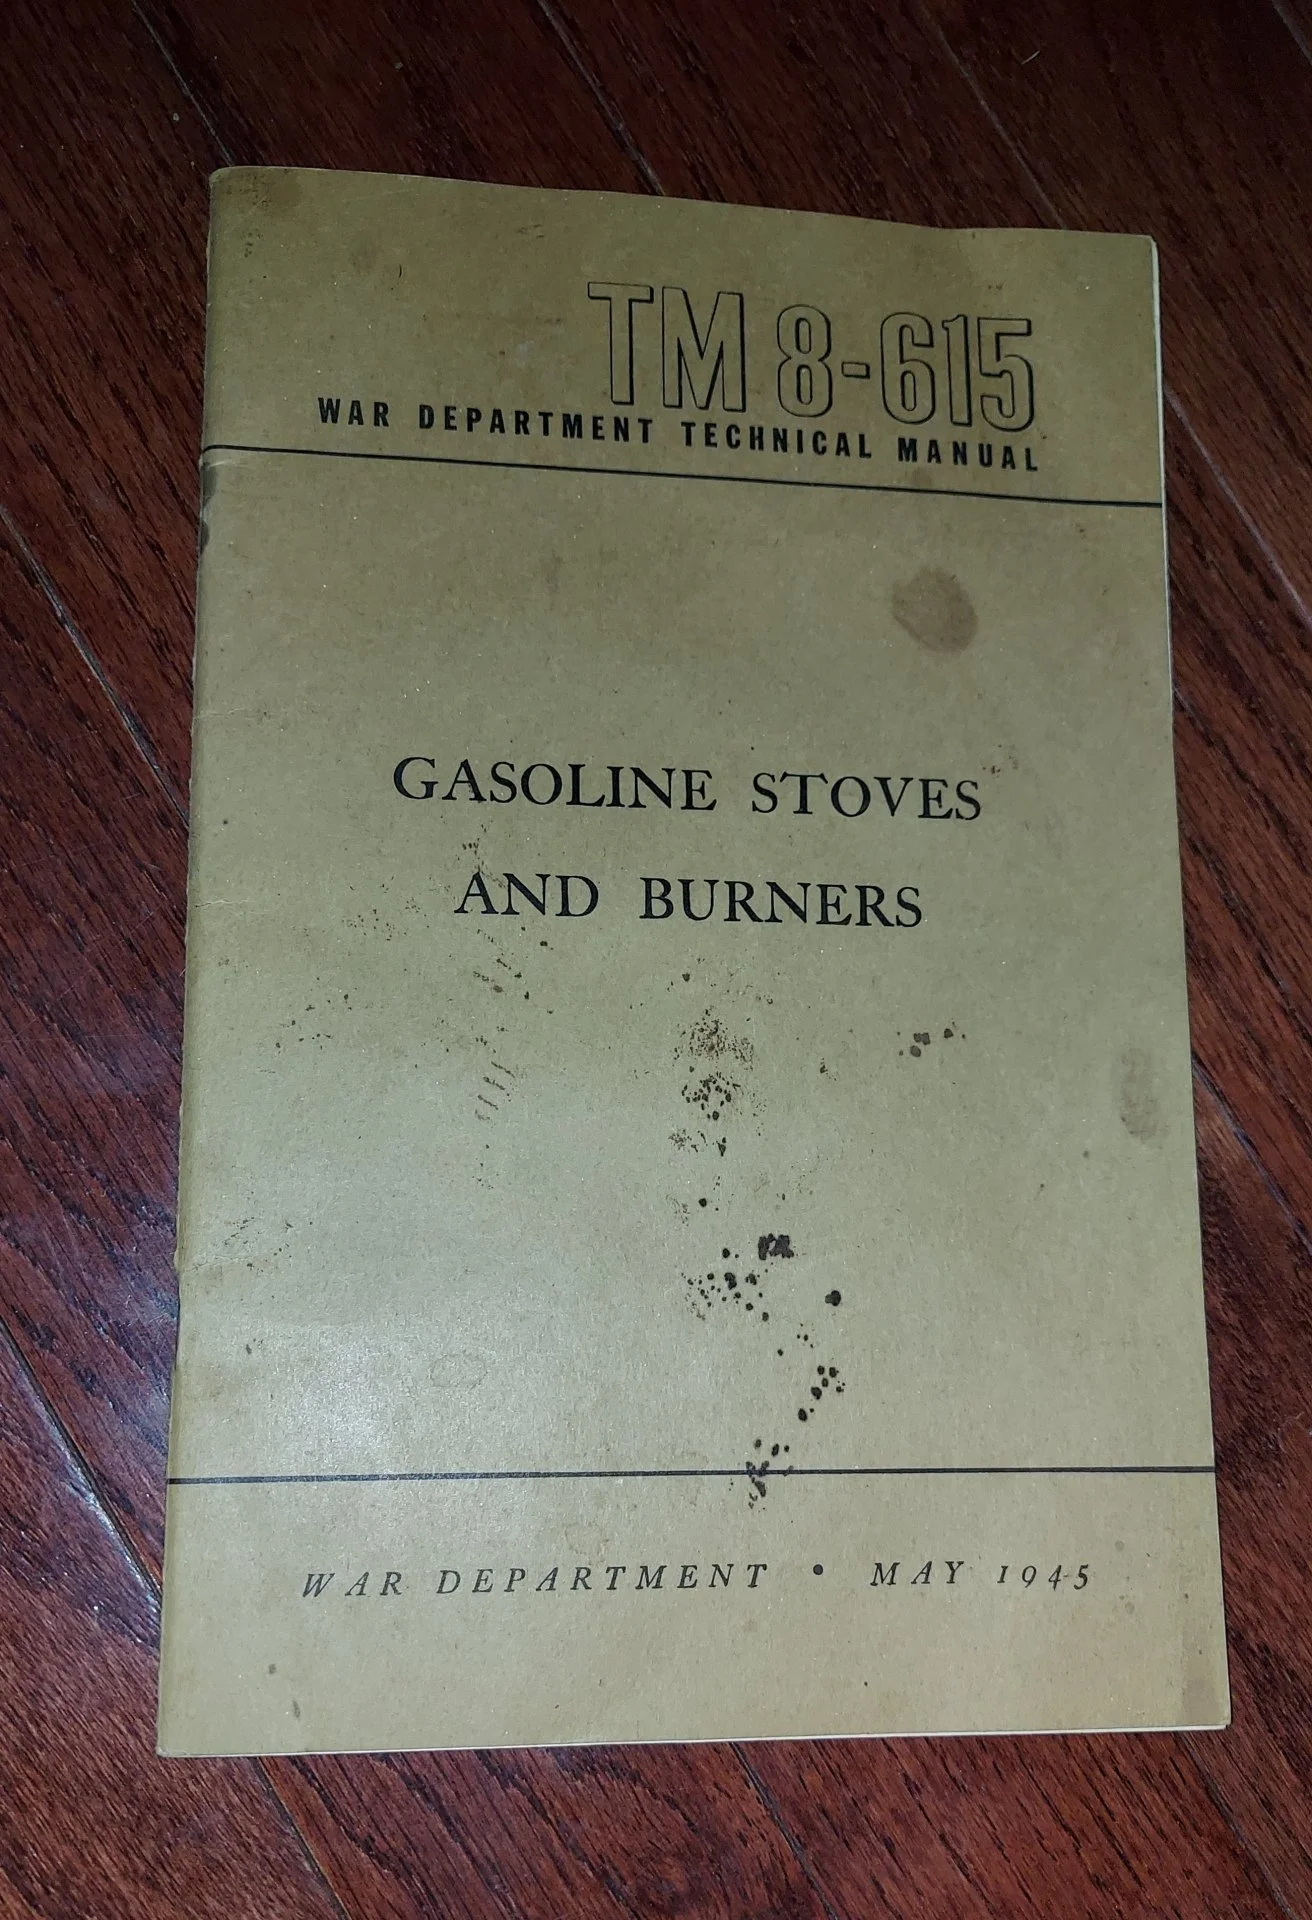 TM 8-615
WAR DEPARTMENT TECHNICAL MANUAL
GASOLINE STOVES
AND BURNERS
WAR DEPARTMENT • MAY 1945